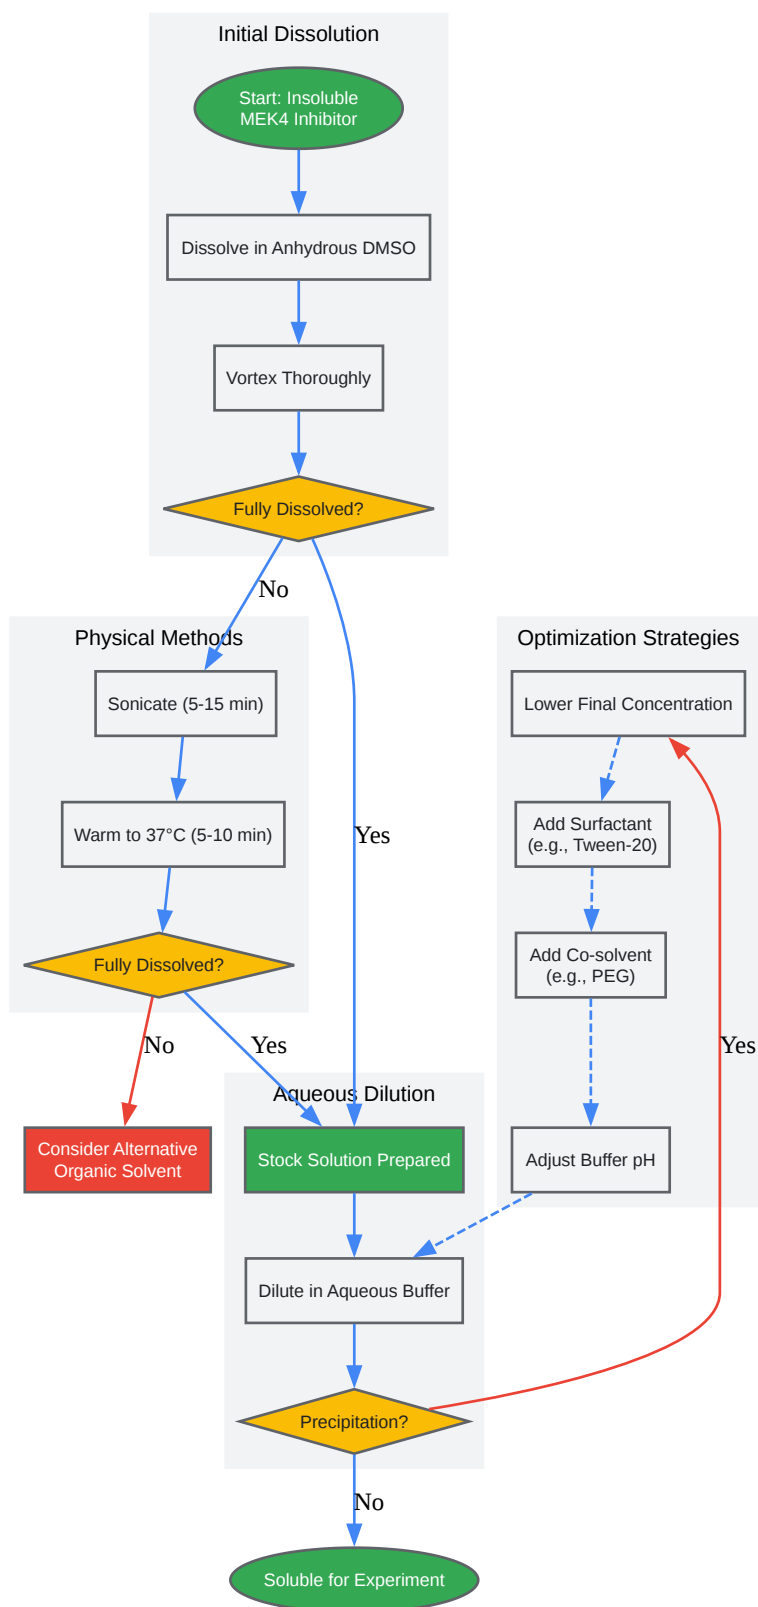 Initial Dissolution
Start: Insoluble
MEK4 Inhibitor
Dissolve in Anhydrous DMSO
Vortex Thoroughly
Fully Dissolved?
No
Yes
Physical Methods
Sonicate (5-15 min)
Warm to 37°C (5-10 min)
Fully Dissolved?
No
Yes
Consider Alternative
Organic Solvent
Optimization Strategies
Lower Final Concentration
Add Surfactant
(e.g., Tween-20)
Add Co-solvent
(e.g., PEG)
Adjust Buffer pH
Yes
Aqueous Dilution
Stock Solution Prepared
Dilute in Aqueous Buffer
Precipitation?
No
Soluble for Experiment